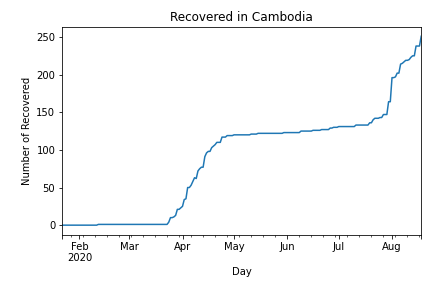 Recovered in Cambodia
Number of Recovered
250
200
150
100
50
0
Feb Mar Apr May Jun Jul Aug
2020
Day